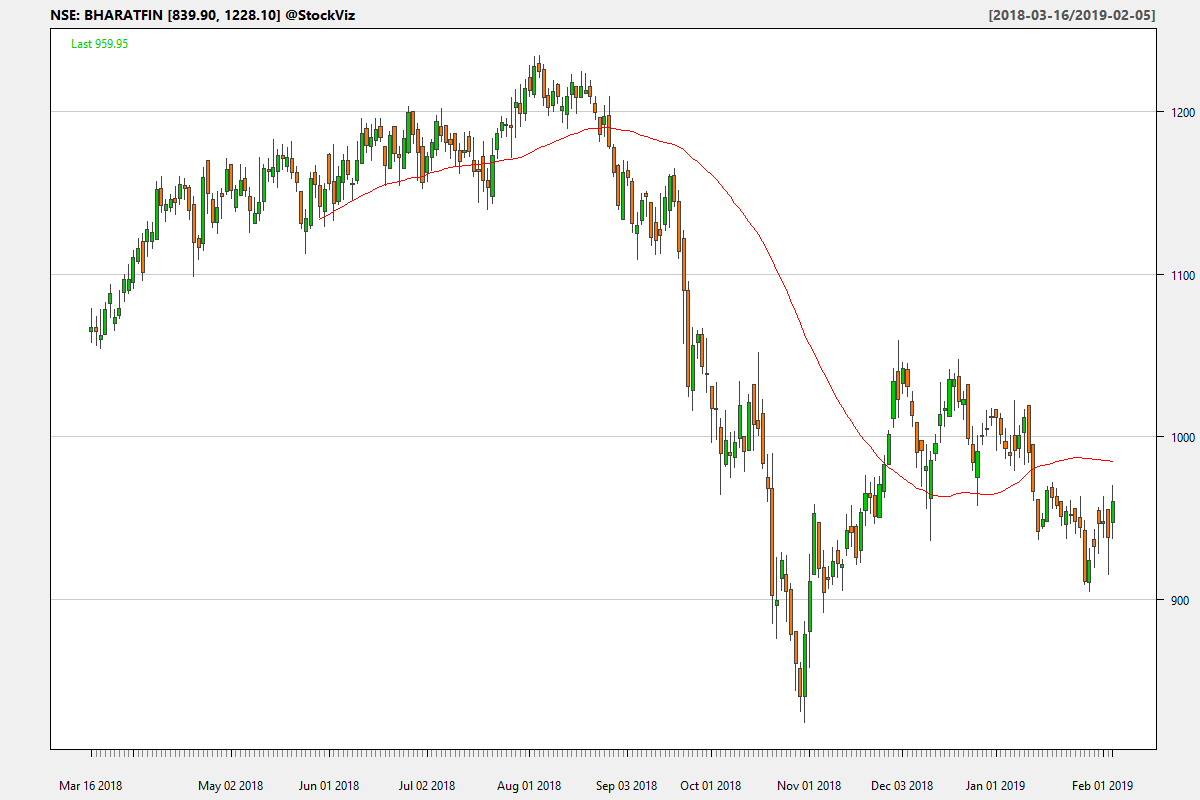 NSE: BHARATFIN [839.90, 1228.10] @StockViz [2018-03-16/2019-02-05]
Last 959.95
1200
1100
1000
900
Mar 16 2018 May 02 2018 Jun 01 2018 Jul 02 2018 Aug 01 2018 Sep 03 2018 Oct 01 2018 Nov 01 2018 Dec 03 2018 Jan 01 2019 Feb 01 2019